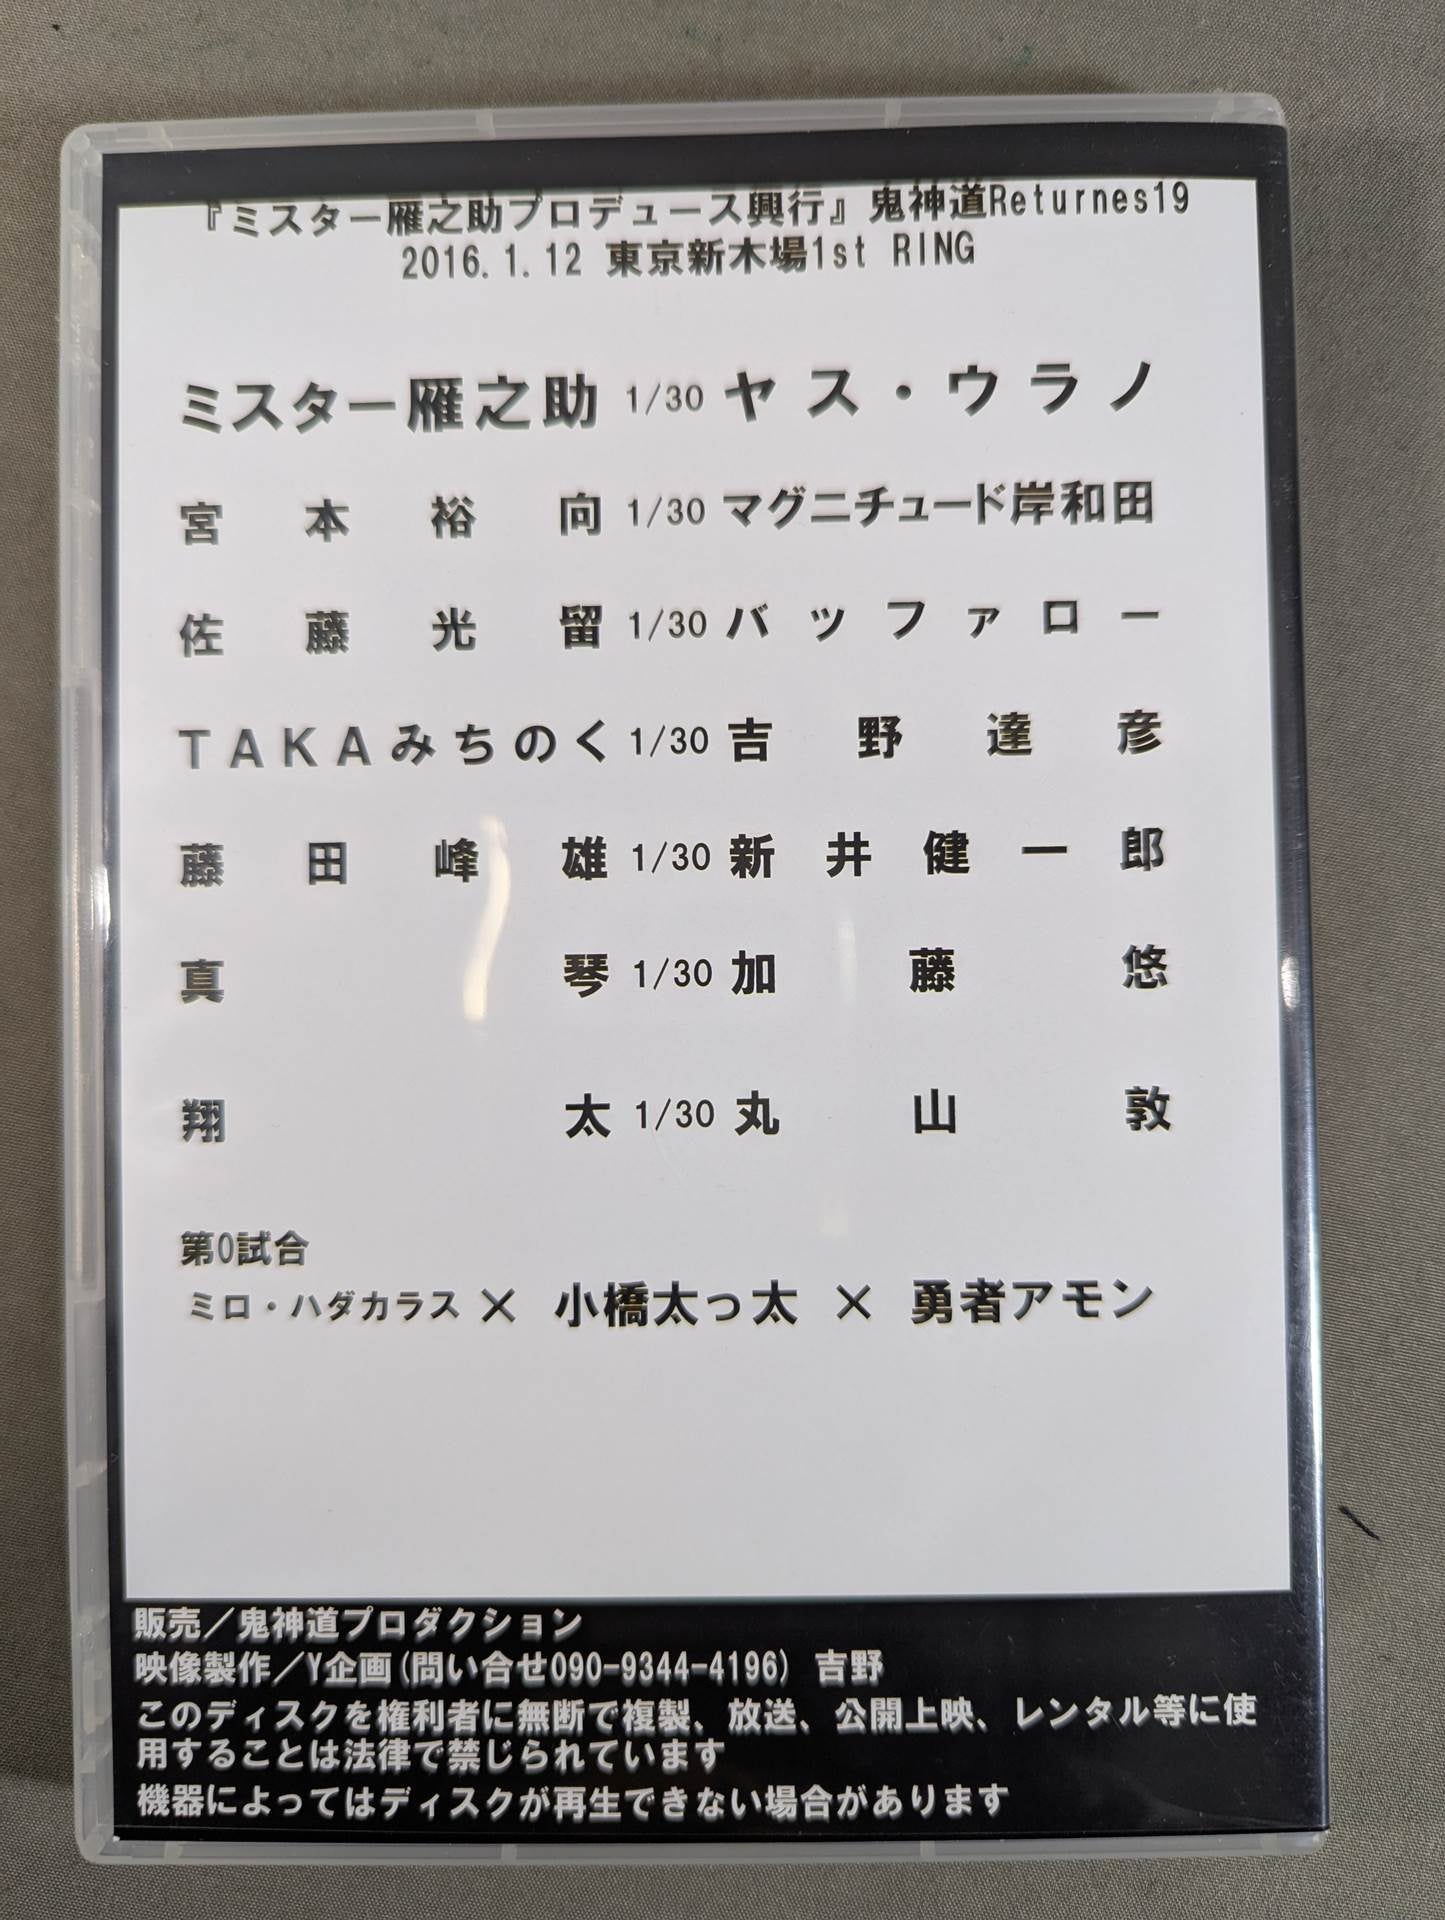 『ミスター雁之助プロデュース興行』鬼神道Returnes19
2016.1.12 東京新木場1st RING
ミスター雁之助 1/30 ヤス・ウラノ
宮本裕向 1/30 マグニチュード岸和田
佐藤光留 1/30 バッファロー
TAKAみちのく 1/30 吉野達彦
藤田峰雄 1/30 新井健一郎
真琴 1/30 加藤悠
翔太 1/30 丸山敦
第0試合
ミロ・ハダカラス × 小橋太っ太 × 勇者アモン
販売／鬼神道プロダクション
映像製作／Y企画(問い合せ090-9344-4196) 吉野
このディスクを権利者に無断で複製、放送、公開上映、レンタル等に使
用することは法律で禁じられています
機器によってはディスクが再生できない場合があります